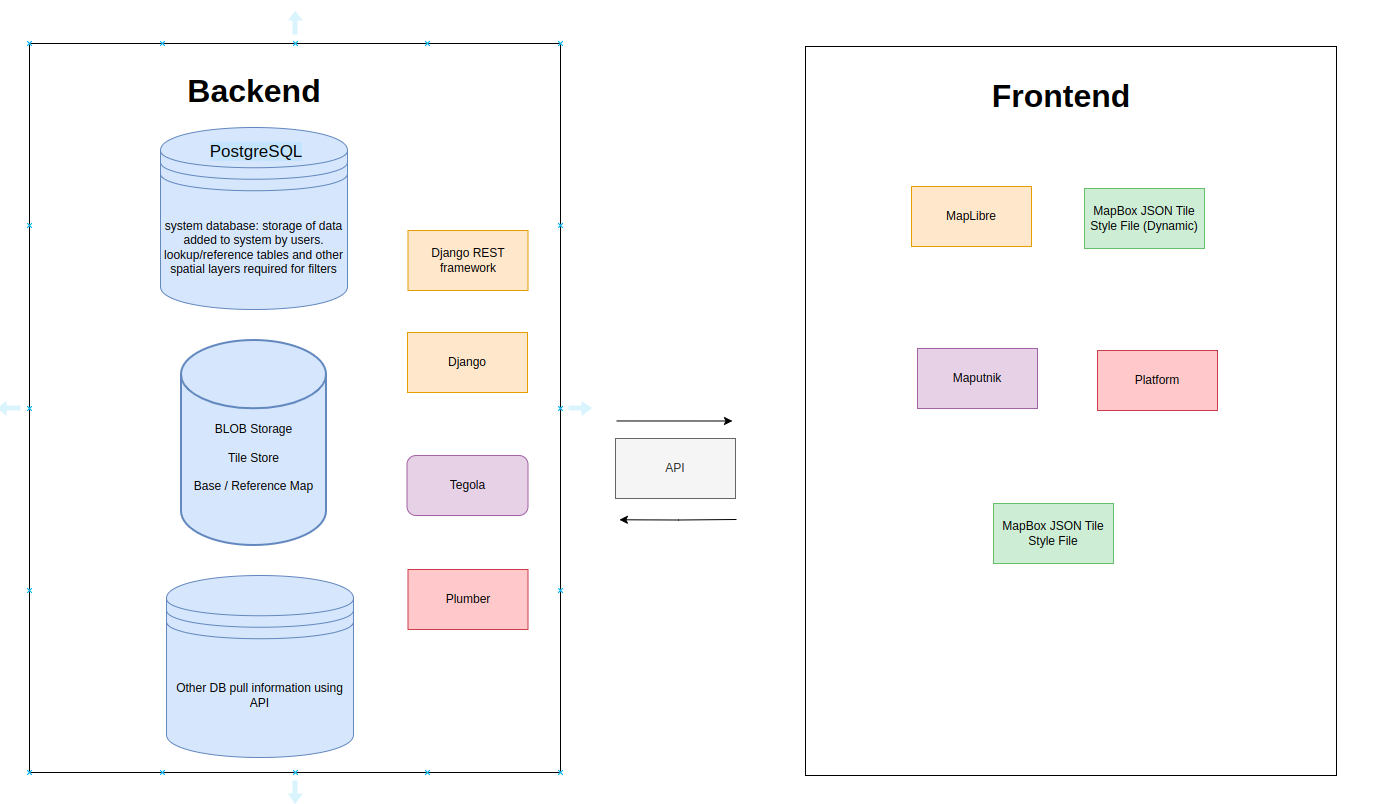 Backend
PostgreSQL
system database: storage of data
added to system by users.
lookup/reference tables and other
spatial layers required for filters
Django REST
framework
Django
BLOB Storage
Tile Store
Base / Reference Map
Tegola
Plumber
Other DB pull information using
API
API
Frontend
MapLibre
MapBox JSON Tile
Style File (Dynamic)
Maputnik
Platform
MapBox JSON Tile
Style File